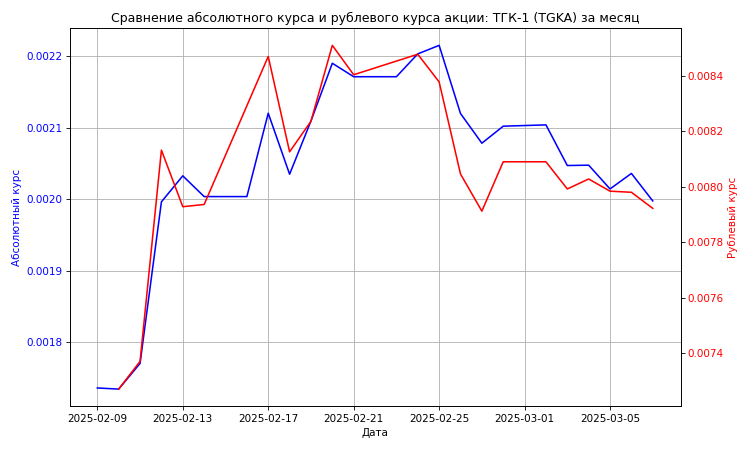 Сравнение абсолютного курса и рублевого курса акции: ТГК-1 (TGKA) за месяц
0.0022
0.0021
0.0020
0.0019
0.0018
Абсолютный курс
0.0084
0.0082
0.0080
0.0078
0.0076
0.0074
Рублевый курс
2025-02-09 2025-02-13 2025-02-17 2025-02-21 2025-02-25 2025-03-01 2025-03-05
Дата